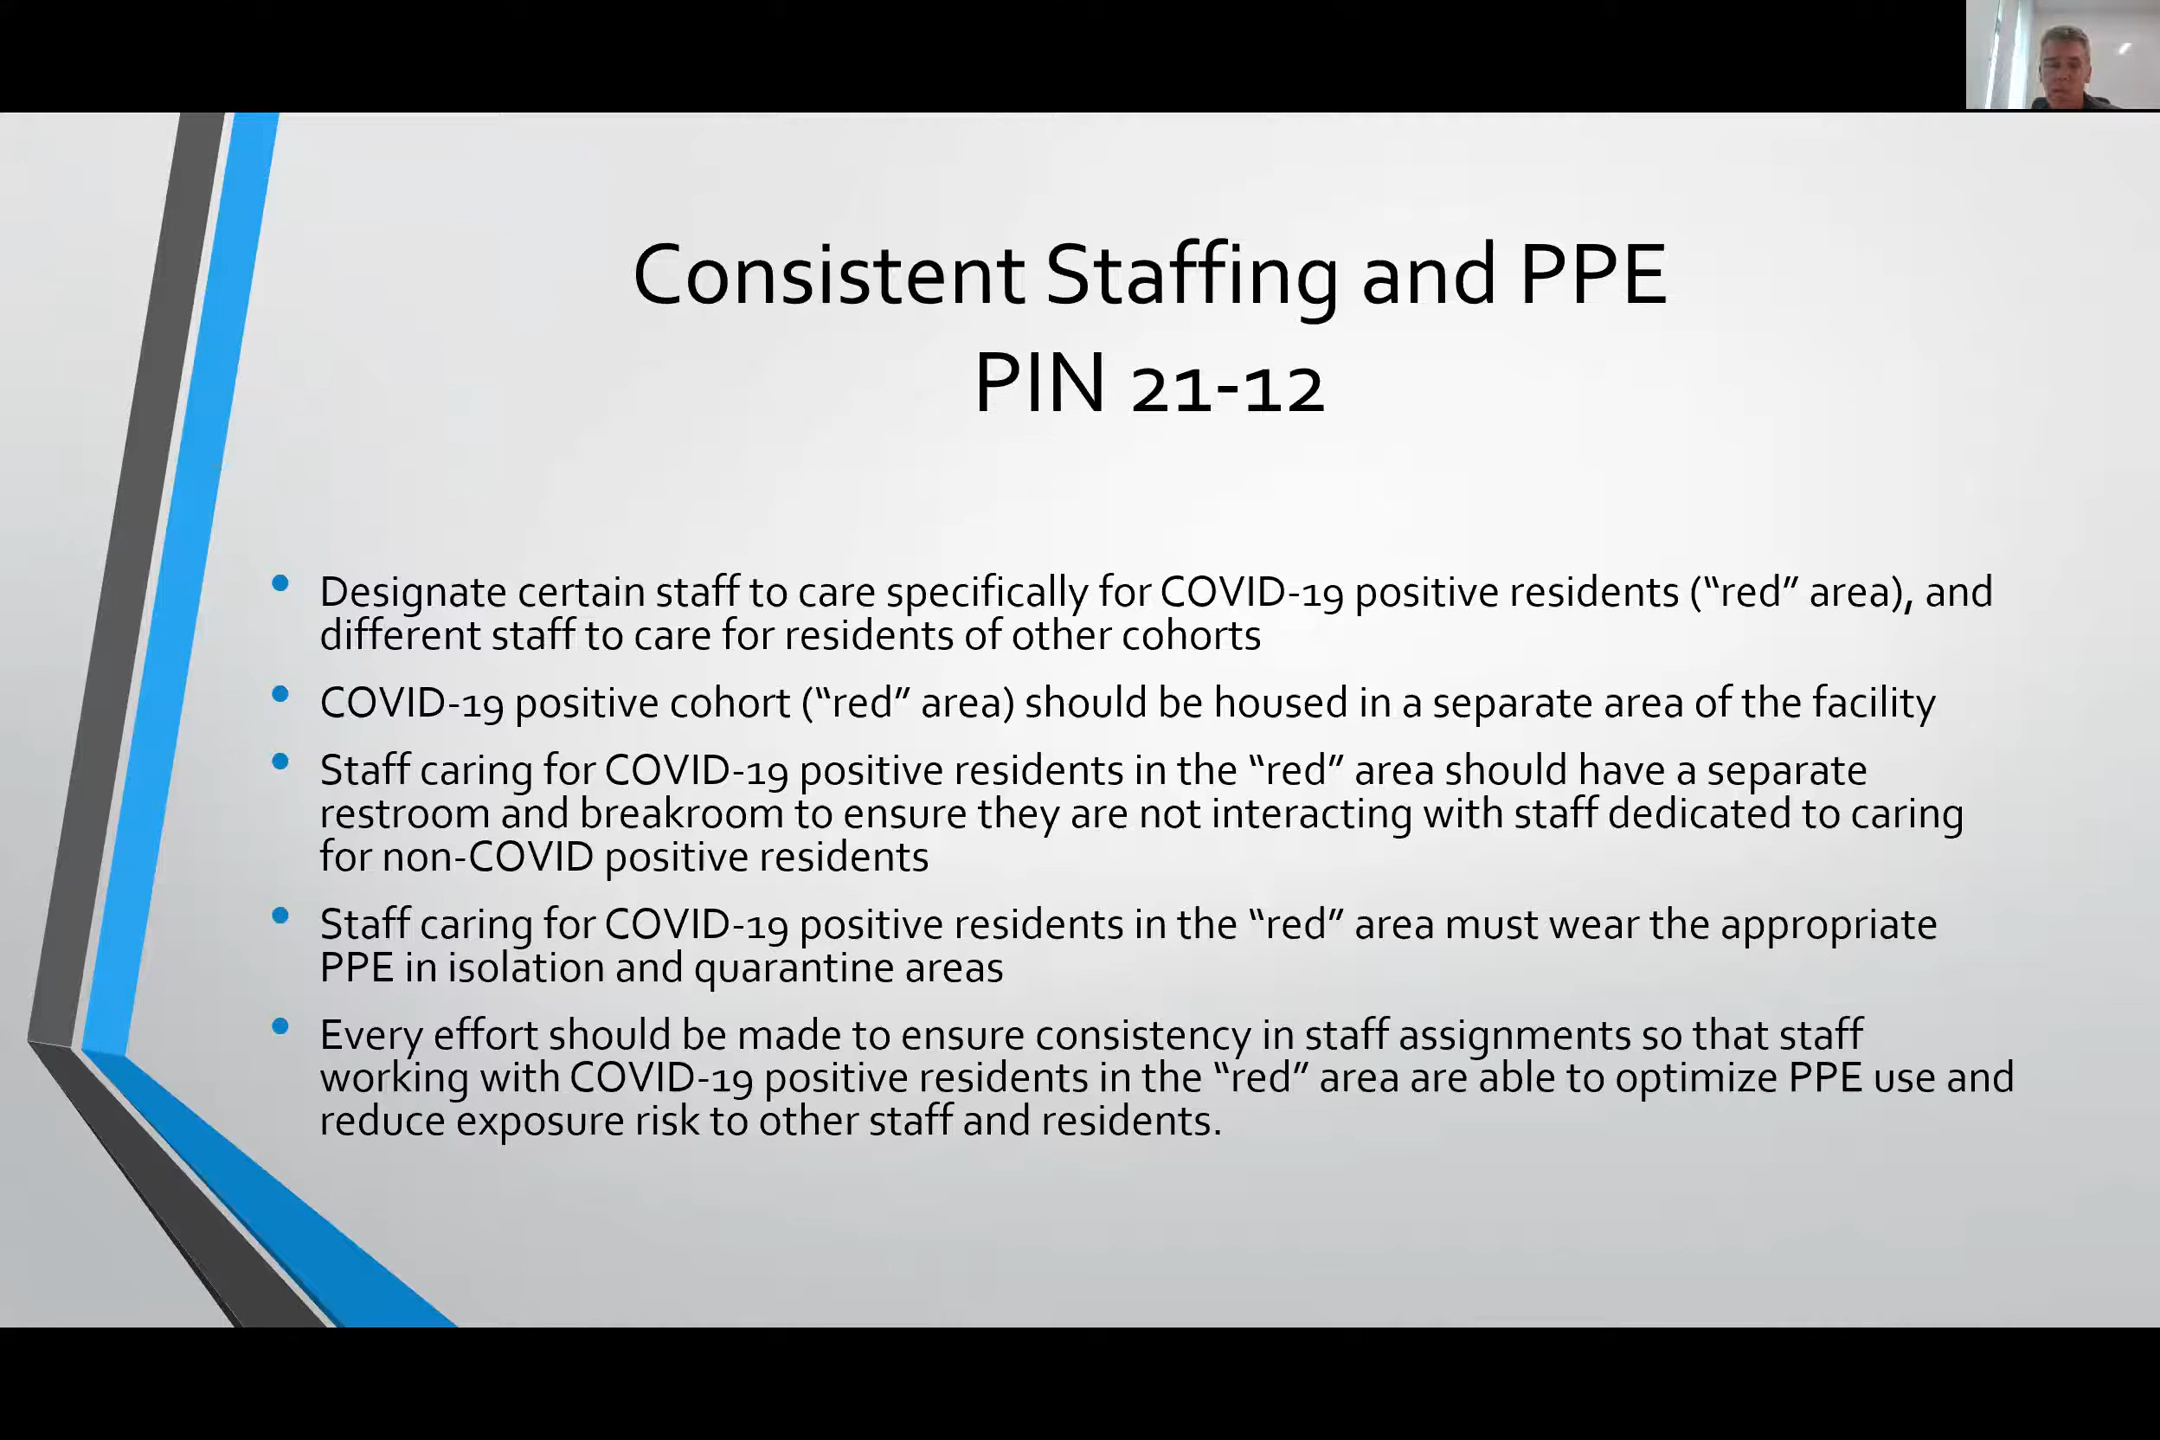 Consistent Staffing and PPE
PIN 21-12
• Designate certain staff to care specifically for COVID-19 positive residents (“red” area), and
different staff to care for residents of other cohorts
• COVID-19 positive cohort (“red” area) should be housed in a separate area of the facility
• Staff caring for COVID-19 positive residents in the “red” area should have a separate
restroom and breakroom to ensure they are not interacting with staff dedicated to caring
for non-COVID positive residents
• Staff caring for COVID-19 positive residents in the “red” area must wear the appropriate
PPE in isolation and quarantine areas
• Every effort should be made to ensure consistency in staff assignments so that staff
working with COVID-19 positive residents in the “red” area are able to optimize PPE use and
reduce exposure risk to other staff and residents.